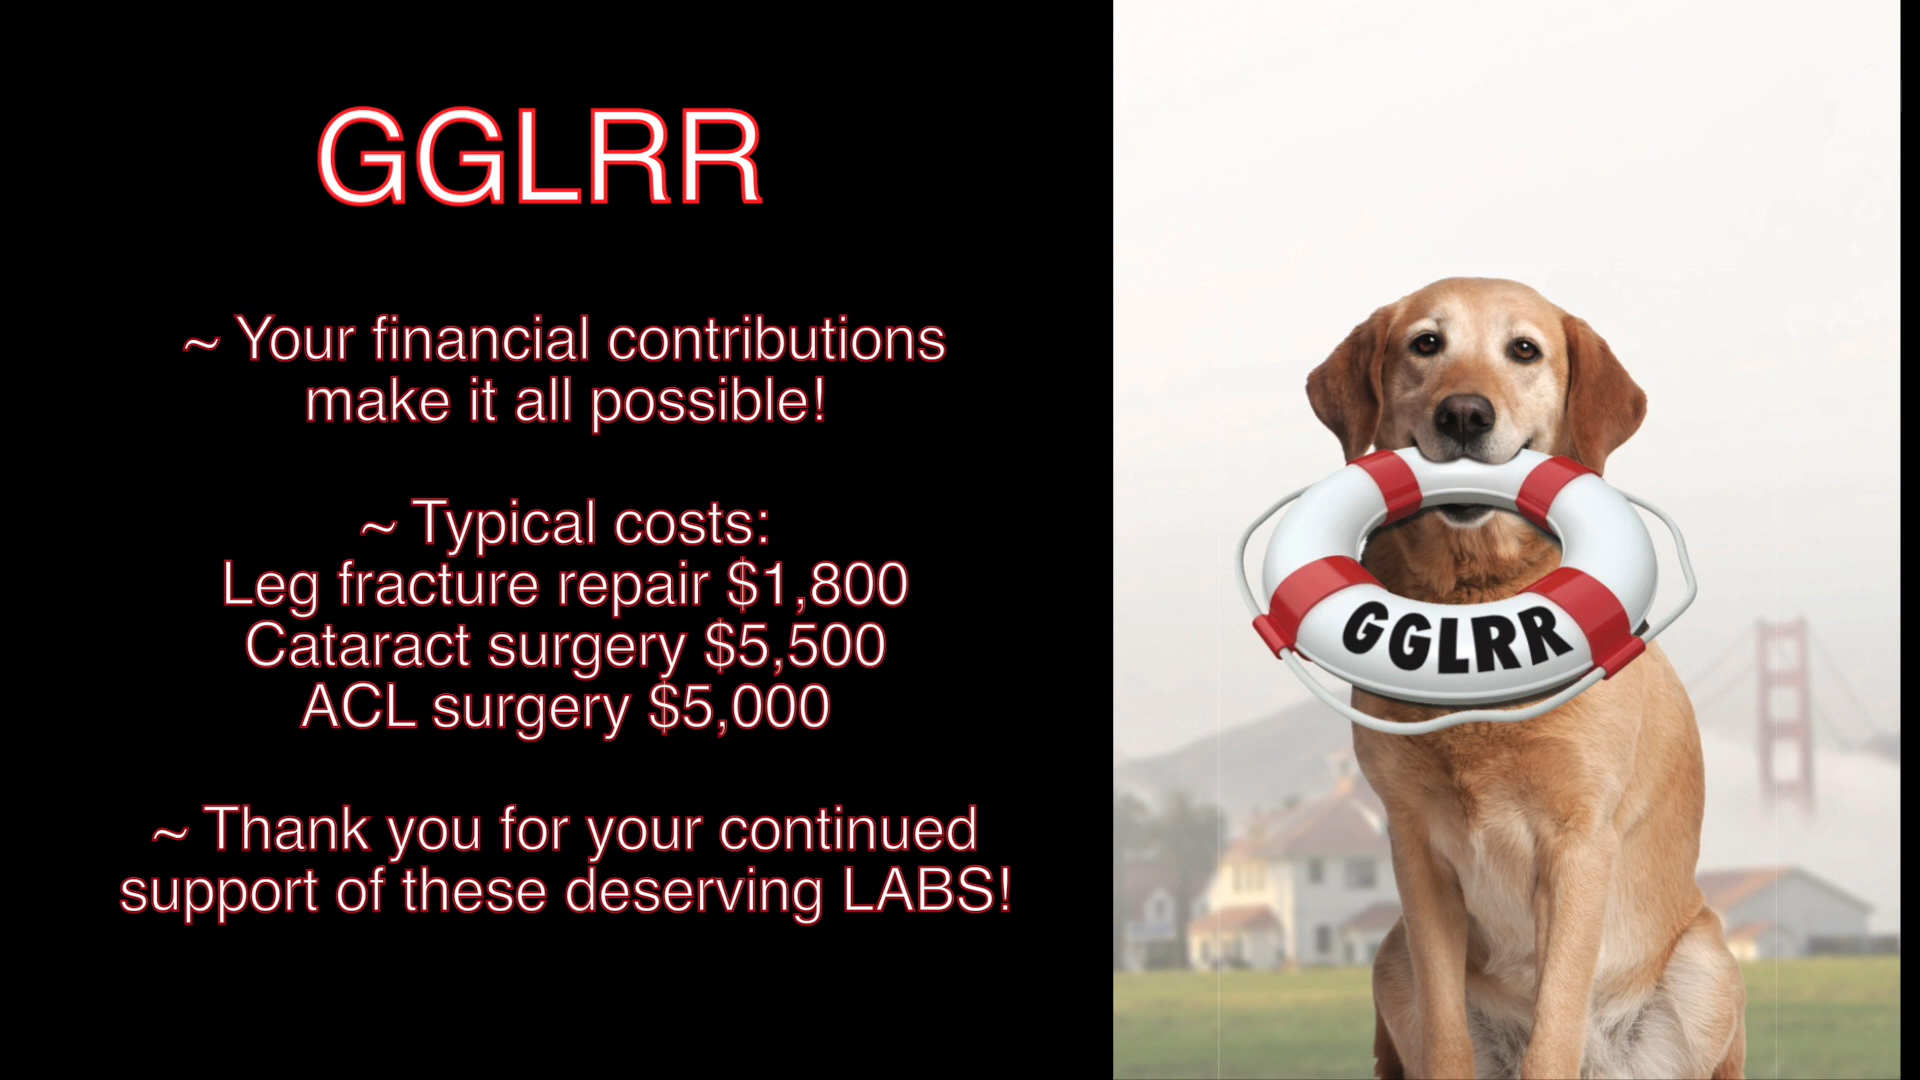 GGLRR
~ Your financial contributions
make it all possible!
~ Typical costs:
Leg fracture repair $1,800
Cataract surgery $5,500
ACL surgery $5,000
~ Thank you for your continued
support of these deserving LABS!
GGLRR